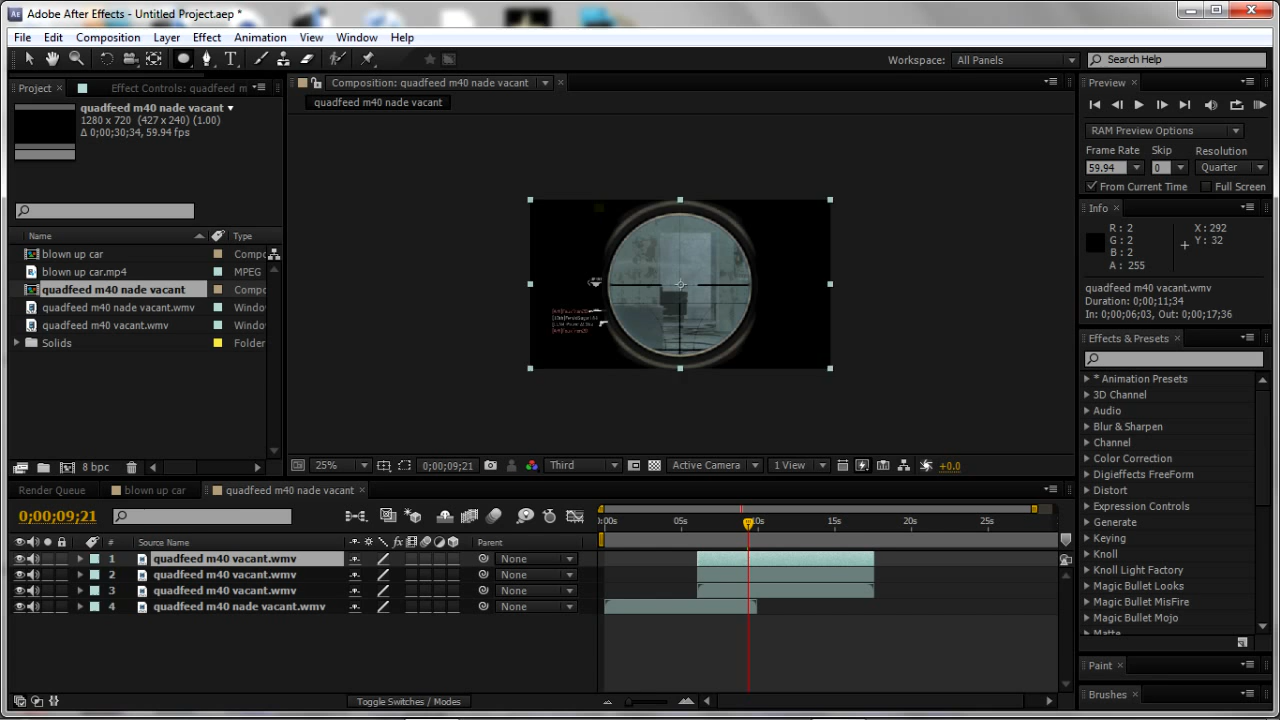 Adobe After Effects - Untitled Project.aep *
File Edit Composition Layer Effect Animation View Window Help
Workspace: All Panels
Search Help
Project
Effect Controls: quadfeed m
quadfeed m40 nade vacant
1280 x 720 (427 x 240) (1.00)
Δ 0;00;30;34, 59.94 fps
Name Type
blown up car Compo
blown up car.mp4 MPEG
quadfeed m40 nade vacant Compo
quadfeed m40 nade vacant.wmv Windo
quadfeed m40 vacant.wmv Windo
Solids Folder
8 bpc
Composition: quadfeed m40 nade vacant
quadfeed m40 nade vacant
25% 0;00;09;21 Third Active Camera 1 View +0.0
Preview
RAM Preview Options
Frame Rate Skip Resolution
59.94 0 Quarter
From Current Time Full Screen
Info
R : 2
G : 2
B : 2
A : 255
X : 292
Y : 32
quadfeed m40 vacant.wmv
Duration: 0;00;11;34
In: 0;00;06;03, Out: 0;00;17;36
Effects & Presets
* Animation Presets
3D Channel
Audio
Blur & Sharpen
Channel
Color Correction
Digieffects FreeForm
Distort
Expression Controls
Generate
Keying
Knoll
Knoll Light Factory
Magic Bullet Looks
Magic Bullet MisFire
Magic Bullet Mojo
Matte
Paint
Brushes
Render Queue blown up car quadfeed m40 nade vacant
0;00;09;21
:00s 05s 10s 15s 20s 25s
# Source Name Parent
1 quadfeed m40 vacant.wmv None
2 quadfeed m40 vacant.wmv None
3 quadfeed m40 vacant.wmv None
4 quadfeed m40 nade vacant.wmv None
Toggle Switches / Modes